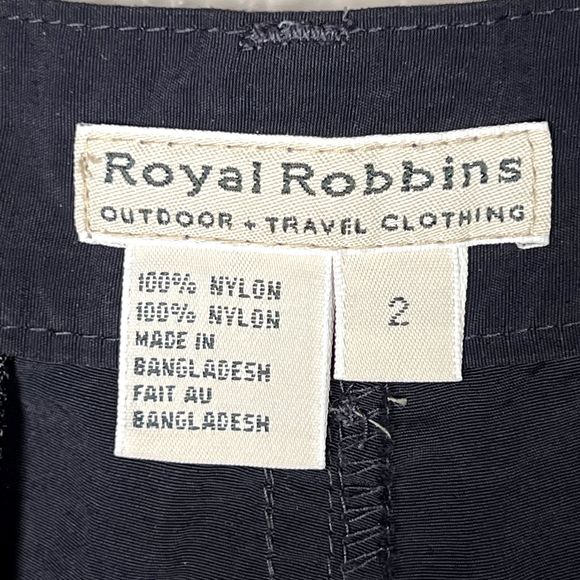 Royal Robbins
OUTDOOR + TRAVEL CLOTHING
100% NYLON
100% NYLON
MADE IN
BANGLADESH
FAIT AU
BANGLADESH
2